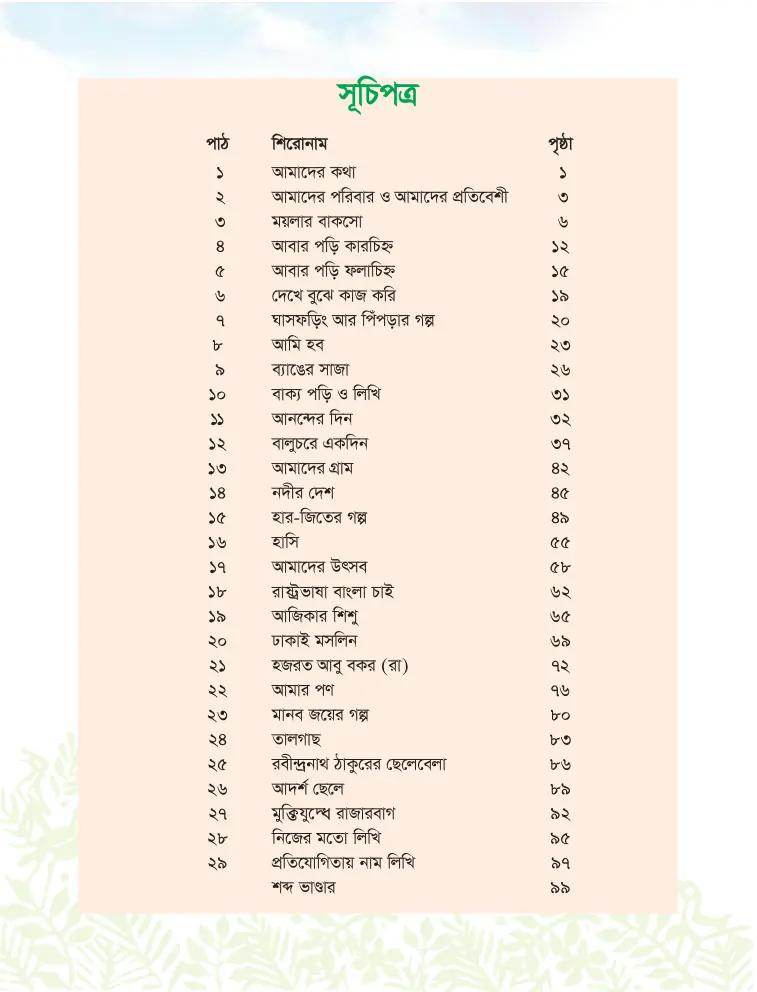 সূচিপত্র
পাঠ শিরোনাম পৃষ্ঠা
১ আমাদের কথা ১
২ আমাদের পরিবার ও আমাদের প্রতিবেশী ৩
৩ ময়লার বাকসো ৬
৪ আবার পড়ি কারচিহ্ন ১২
৫ আবার পড়ি ফলাচিহ্ন ১৫
৬ দেখে বুঝে কাজ করি ১৯
৭ ঘাসফড়িং আর পিঁপড়ার গল্প ২০
৮ আমি হব ২৩
৯ ব্যাঙের সাজা ২৬
১০ বাক্য পড়ি ও লিখি ৩১
১১ আনন্দের দিন ৩২
১২ বালুচরে একদিন ৩৭
১৩ আমাদের গ্রাম ৪২
১৪ নদীর দেশ ৪৫
১৫ হার-জিতের গল্প ৪৯
১৬ হাসি ৫৫
১৭ আমাদের উৎসব ৫৮
১৮ রাষ্ট্রভাষা বাংলা চাই ৬২
১৯ আজিকার শিশু ৬৫
২০ ঢাকাই মসলিন ৬৯
২১ হজরত আবু বকর (রা) ৭২
২২ আমার পণ ৭৬
২৩ মানব জয়ের গল্প ৮০
২৪ তালগাছ ৮৩
২৫ রবীন্দ্রনাথ ঠাকুরের ছেলেবেলা ৮৬
২৬ আদর্শ ছেলে ৮৯
২৭ মুক্তিযুদ্ধে রাজারবাগ ৯২
২৮ নিজের মতো লিখি ৯৫
২৯ প্রতিযোগিতায় নাম লিখি ৯৭
শব্দ ভাণ্ডার ৯৯